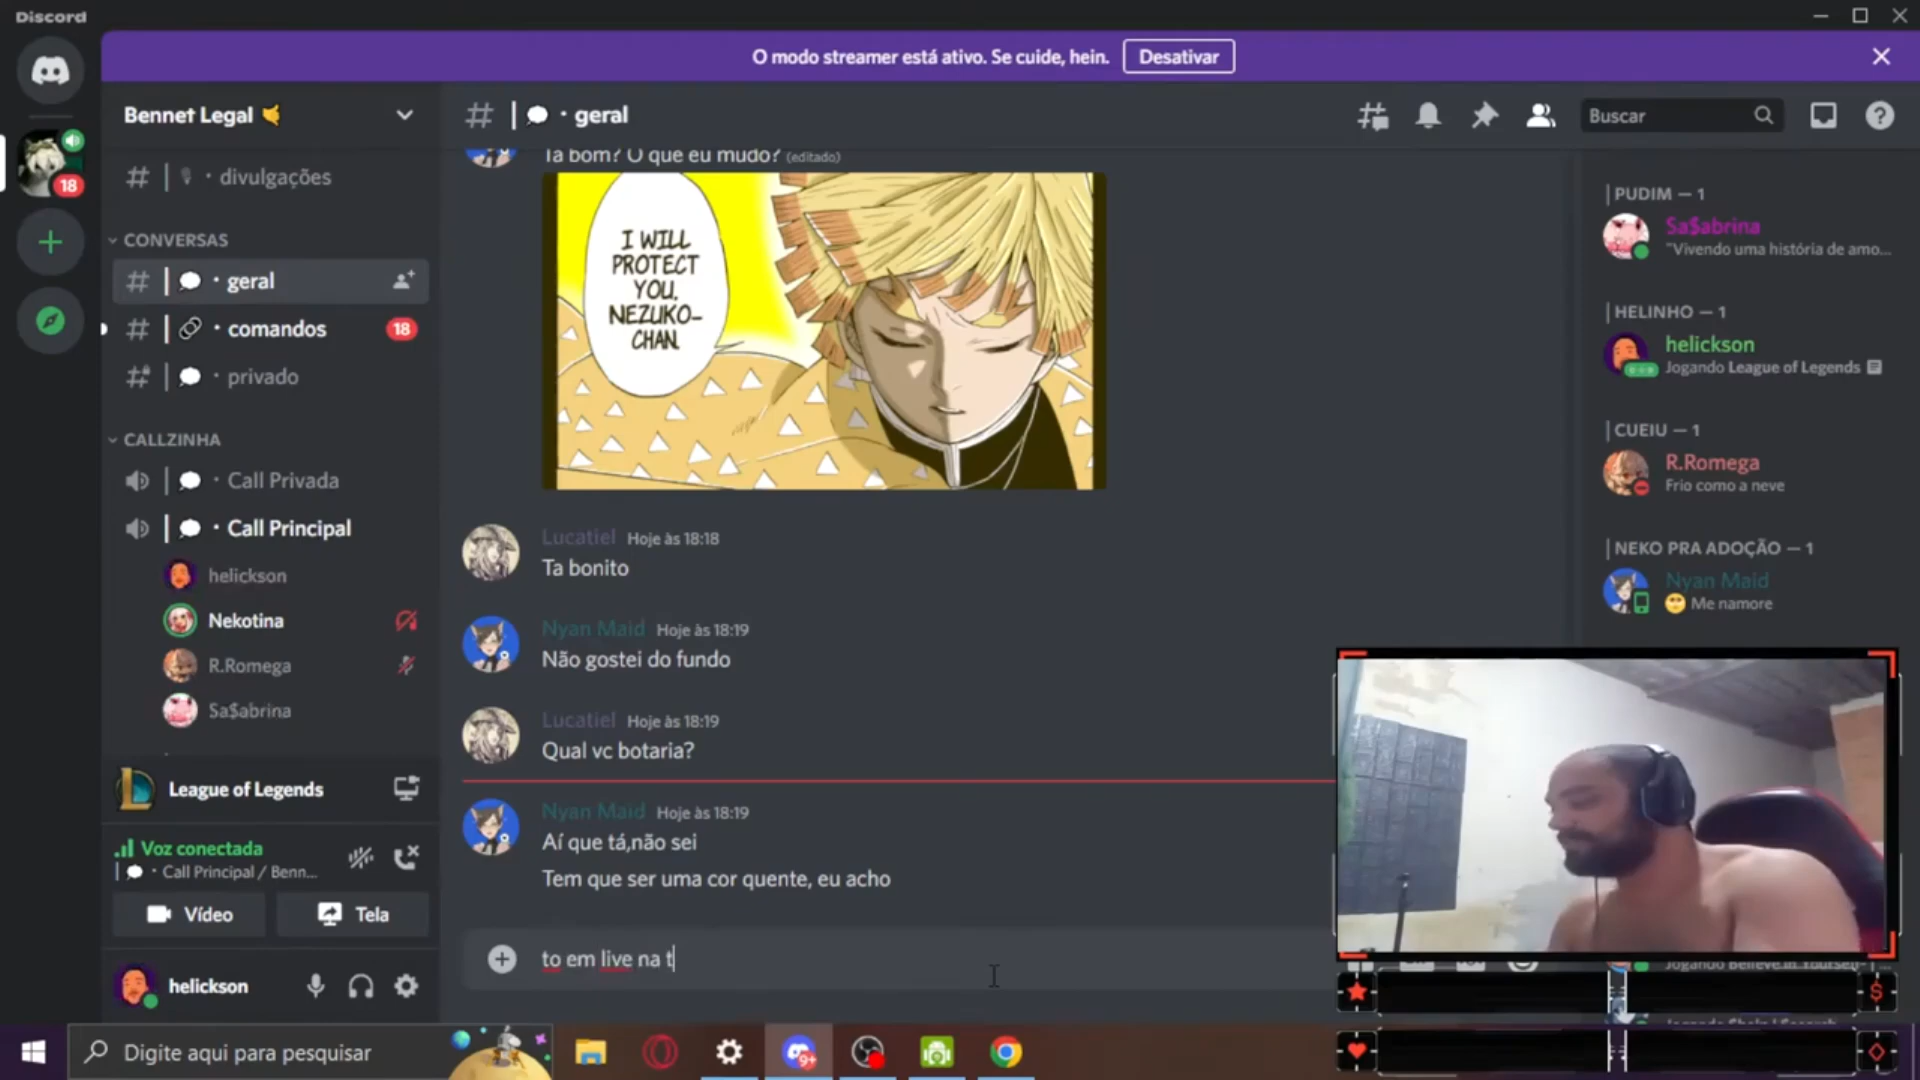 Discord
O modo streamer está ativo. Se cuide, hein.
Desativar
Bennet Legal
# | · geral
Buscar
18
# | · divulgações
CONVERSAS
# | · geral
# | · comandos
18
# | · privado
CALLZINHA
| · Call Privada
| · Call Principal
helickson
Nekotina
R.Romega
Sa$abrina
League of Legends
Voz conectada
| · Call Principal / Benn...
Vídeo
Tela
helickson
Ta bom? O que eu mudo? (editado)
I WILL
PROTECT
YOU,
NEZUKO-
CHAN.
Lucatiel Hoje às 18:18
Ta bonito
Nyan Maid Hoje às 18:19
Não gostei do fundo
Lucatiel Hoje às 18:19
Qual vc botaria?
Nyan Maid Hoje às 18:19
Aí que tá,não sei
Tem que ser uma cor quente, eu acho
to em live na t
| PUDIM — 1
Sa$abrina
"Vivendo uma história de amo...
| HELINHO — 1
helickson
Jogando League of Legends
| CUEIU — 1
R.Romega
Frio como a neve
| NEKO PRA ADOÇÃO — 1
Nyan Maid
Me namore
Jogando Believe in Yourself
Digite aqui para pesquisar
9+